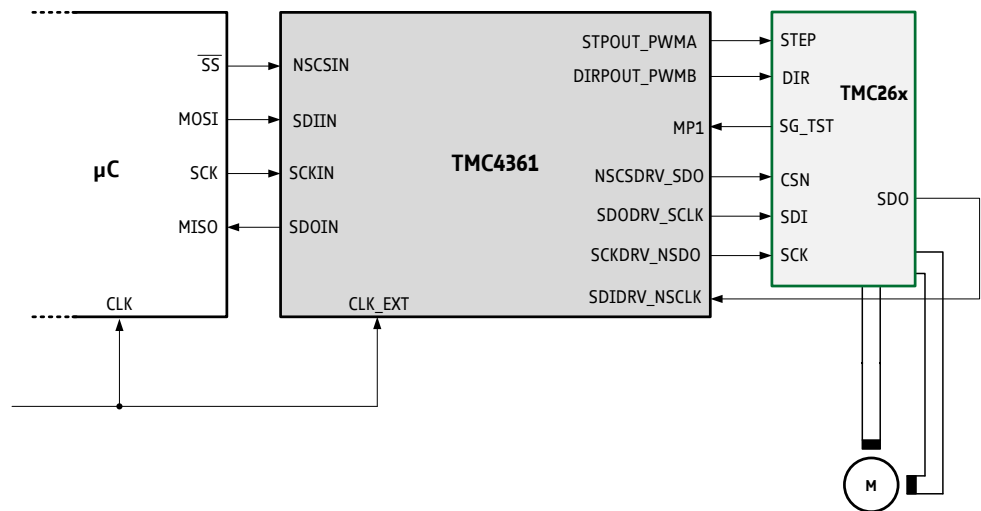 STPOUT_PWMA
STEP
SS
NSCSIN
DIRPOUT_PWMB
DIR
TMC26x
MOSI
SDIIN
MP1
SG_TST
µC
SCK
SCKIN
TMC4361
NSCSDRV_SDO
CSN
SDO
MISO
SDOIN
SDODRV_SCLK
SDI
SCKDRV_NSDO
SCK
CLK
CLK_EXT
SDIDRV_NSCLK
M